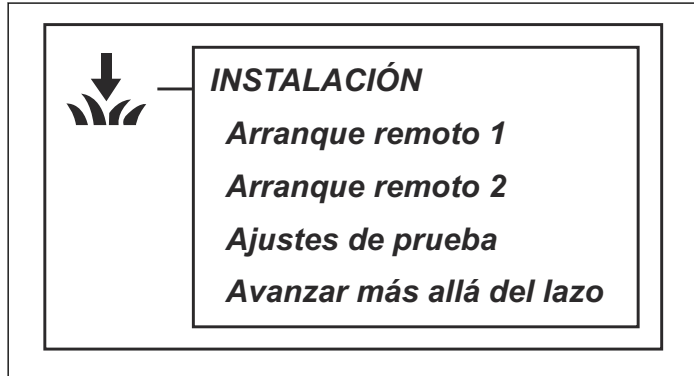 INSTALACIÓN
Arranque remoto 1
Arranque remoto 2
Ajustes de prueba
Avanzar más allá del lazo